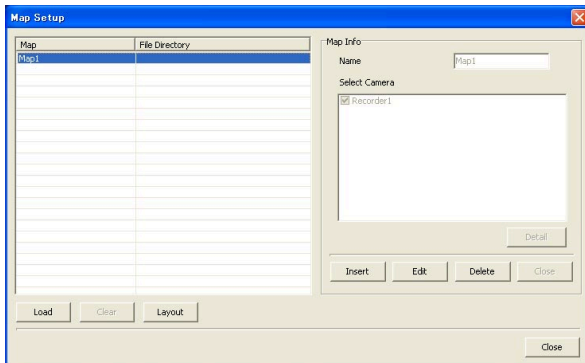 Map Setup
Map File Directory
Map1
Map Info
Name Map1
Select Camera
Recorder1
Detail
Insert Edit Delete Close
Load Clear Layout
Close